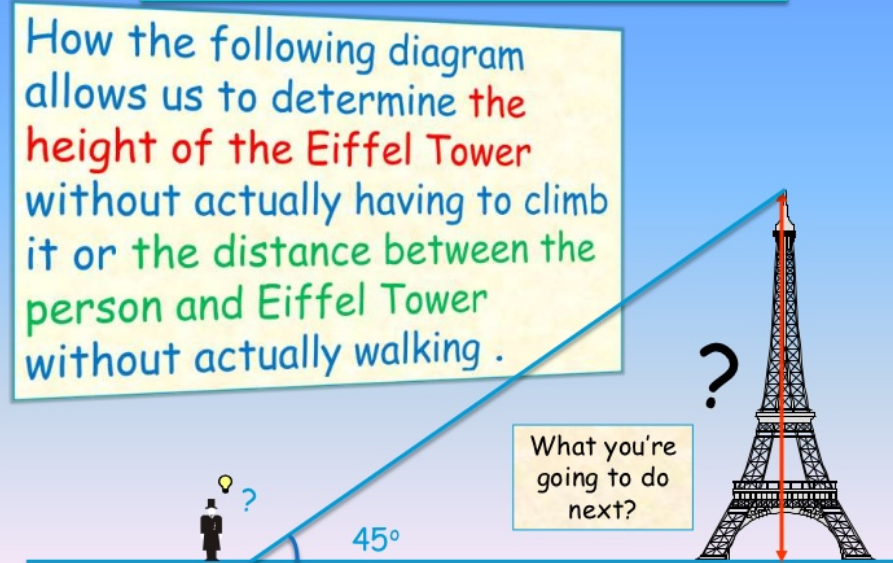 How the following diagram
allows us to determine the
height of the Eiffel Tower
without actually having to climb
it or the distance between the
person and Eiffel Tower
without actually walking .
?
What you're
going to do
next?
?
45°